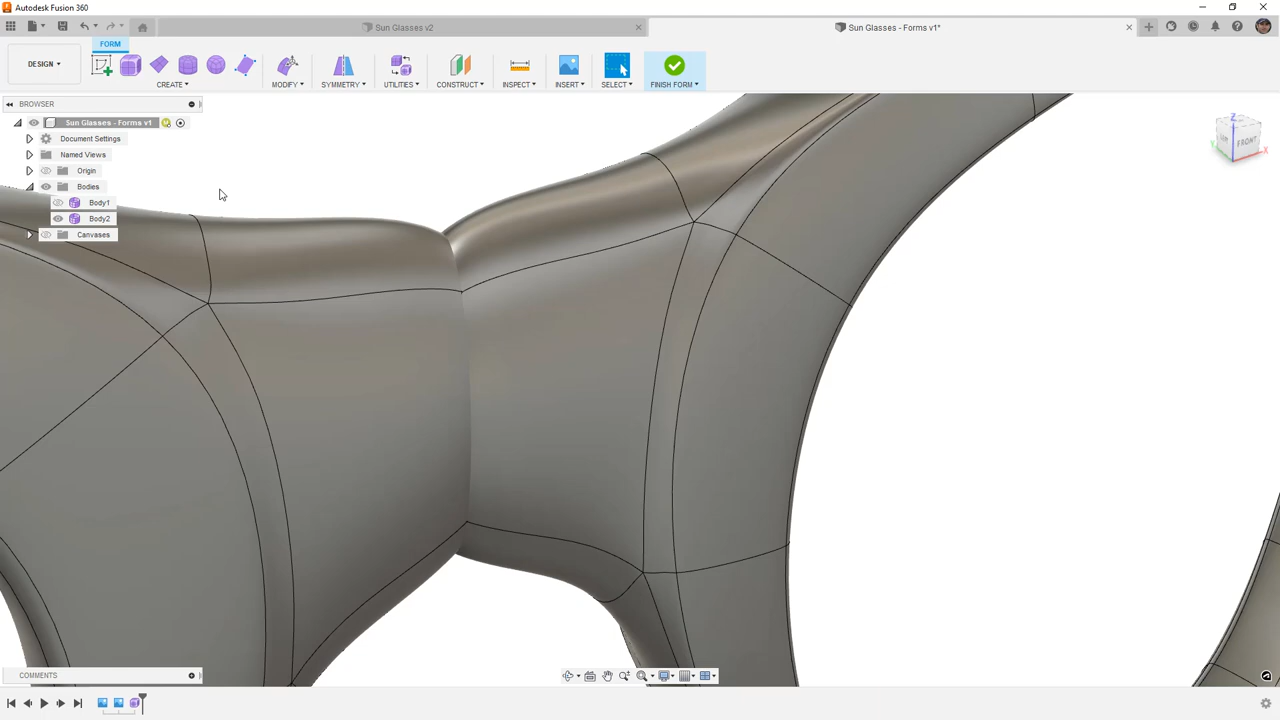 Autodesk Fusion 360
Sun Glasses v2
Sun Glasses - Forms v1*
FORM
DESIGN
CREATE
MODIFY
SYMMETRY
UTILITIES
CONSTRUCT
INSPECT
INSERT
SELECT
FINISH FORM
BROWSER
Sun Glasses - Forms v1
Document Settings
Named Views
Origin
Bodies
Body1
Body2
Canvases
Z
FRONT
X
COMMENTS